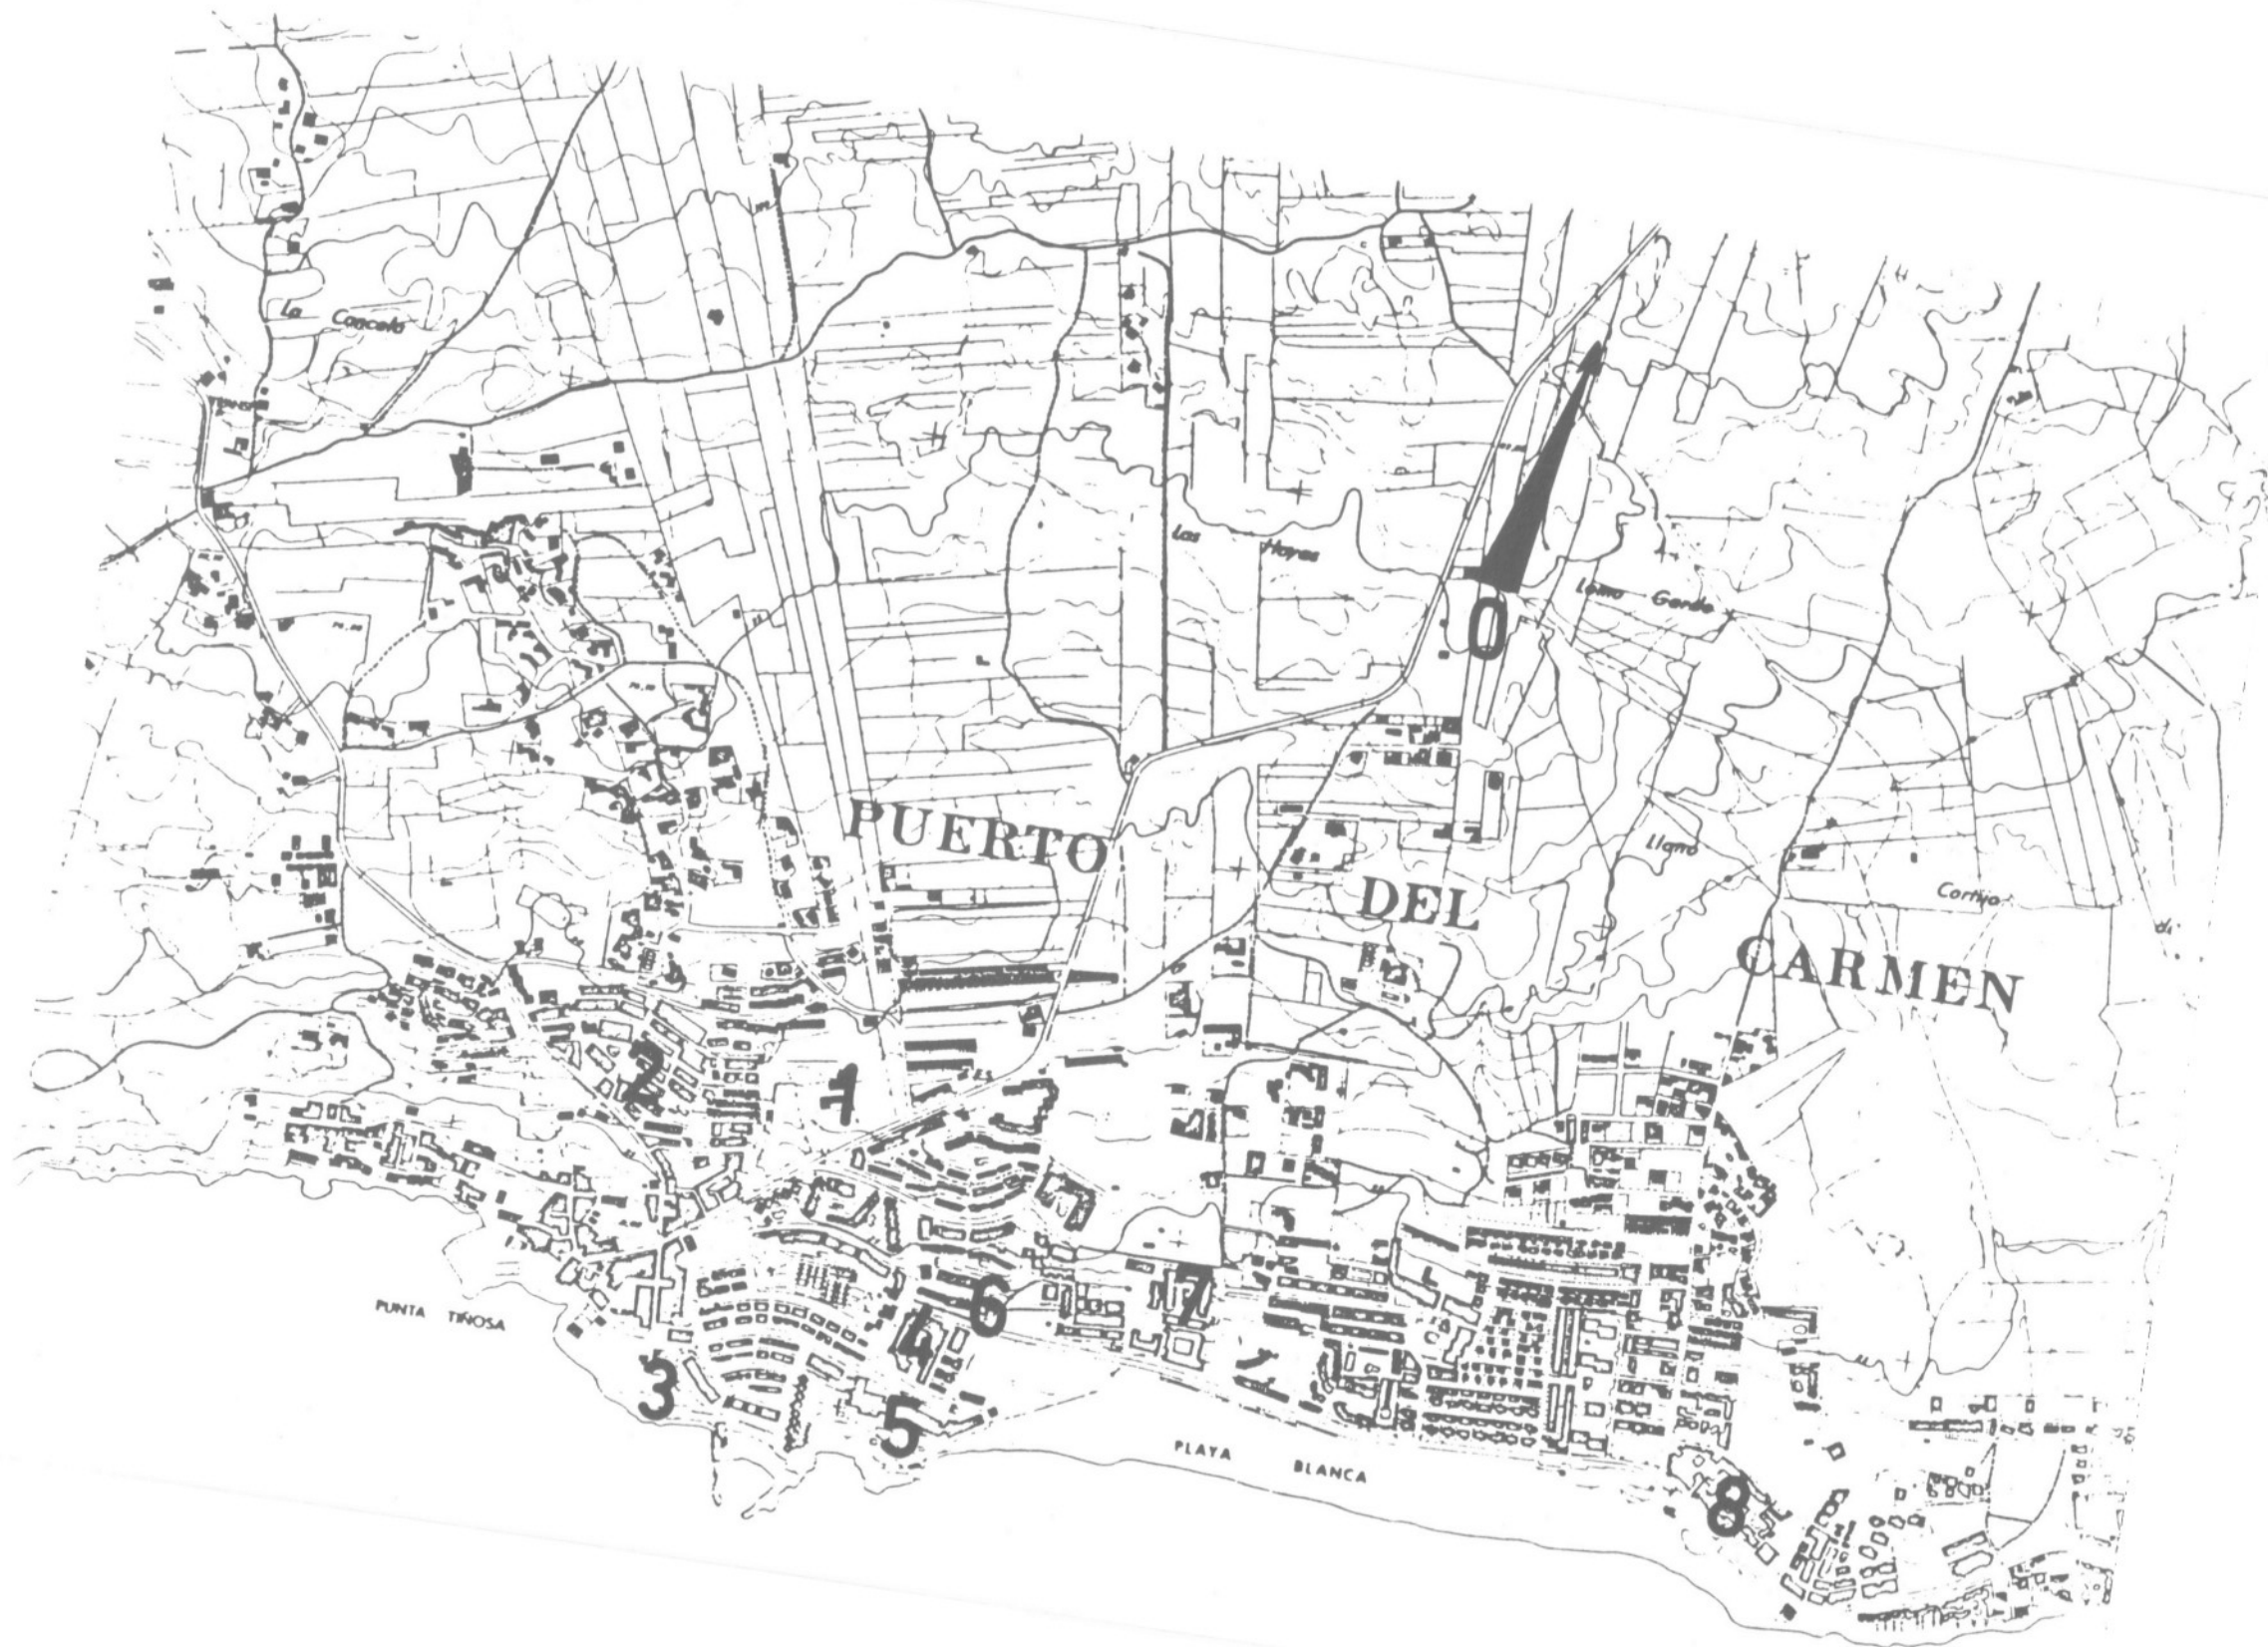 La Cancela
Las Hoyas
0
Lomo Gordo
PUERTO DEL CARMEN
Llano
Cortijo
2
1
6
7
4
PUNTA TIÑOSA
3
5
PLAYA BLANCA
8